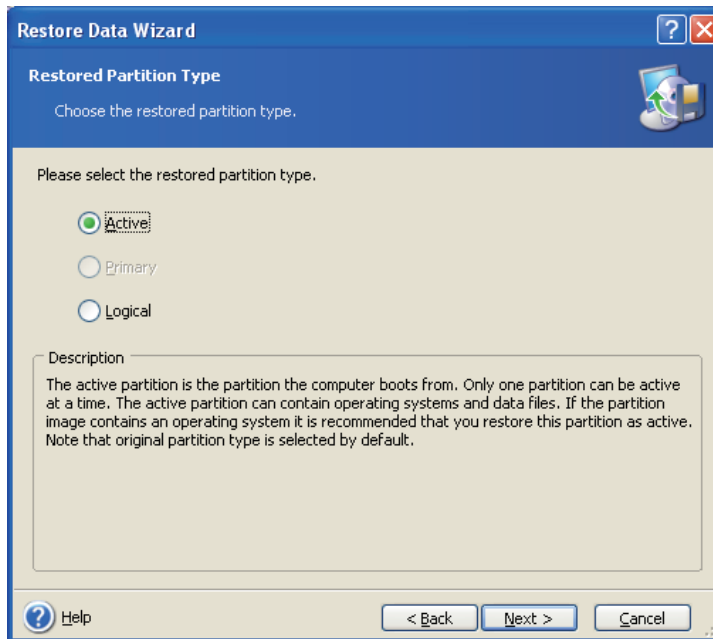 Restore Data Wizard
Restored Partition Type
Choose the restored partition type.
Please select the restored partition type.
Active
Primary
Logical
Description
The active partition is the partition the computer boots from. Only one partition can be active
at a time. The active partition can contain operating systems and data files. If the partition
image contains an operating system it is recommended that you restore this partition as active.
Note that original partition type is selected by default.
Help
< Back
Next >
Cancel